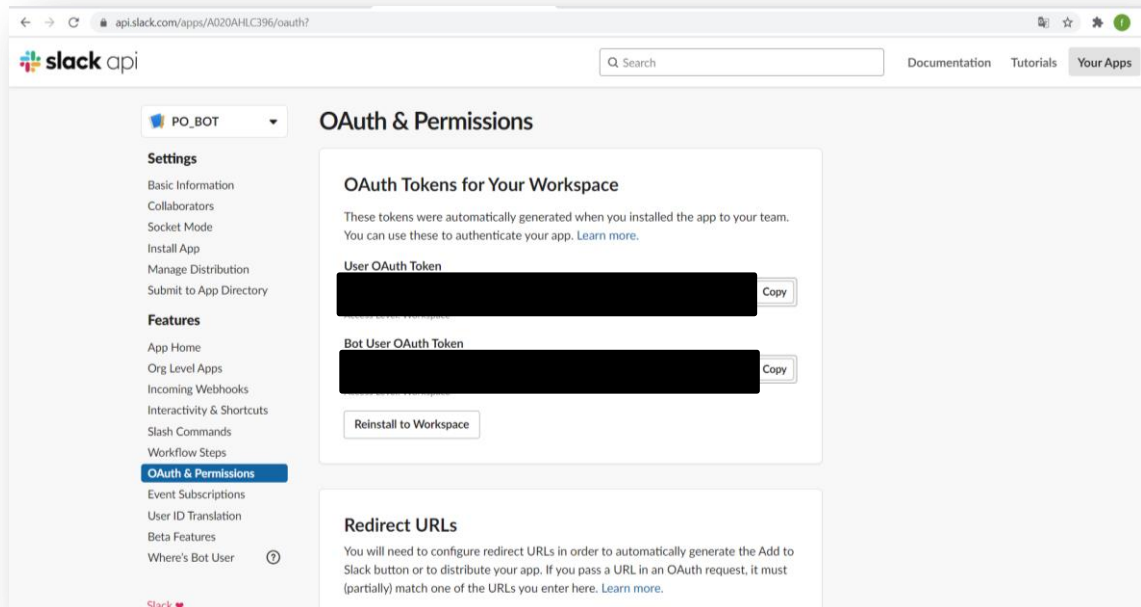 api.slack.com/apps/A020AHLC396/oauth?
slack api
Search
Documentation
Tutorials
Your Apps
PO_BOT
Settings
Basic Information
Collaborators
Socket Mode
Install App
Manage Distribution
Submit to App Directory
Features
App Home
Org Level Apps
Incoming Webhooks
Interactivity & Shortcuts
Slash Commands
Workflow Steps
OAuth & Permissions
Event Subscriptions
User ID Translation
Beta Features
Where's Bot User
?
Slack
OAuth & Permissions
OAuth Tokens for Your Workspace
These tokens were automatically generated when you installed the app to your team.
You can use these to authenticate your app. Learn more.
User OAuth Token
Copy
Bot User OAuth Token
Copy
Reinstall to Workspace
Redirect URLs
You will need to configure redirect URLs in order to automatically generate the Add to
Slack button or to distribute your app. If you pass a URL in an OAuth request, it must
(partially) match one of the URLs you enter here. Learn more.